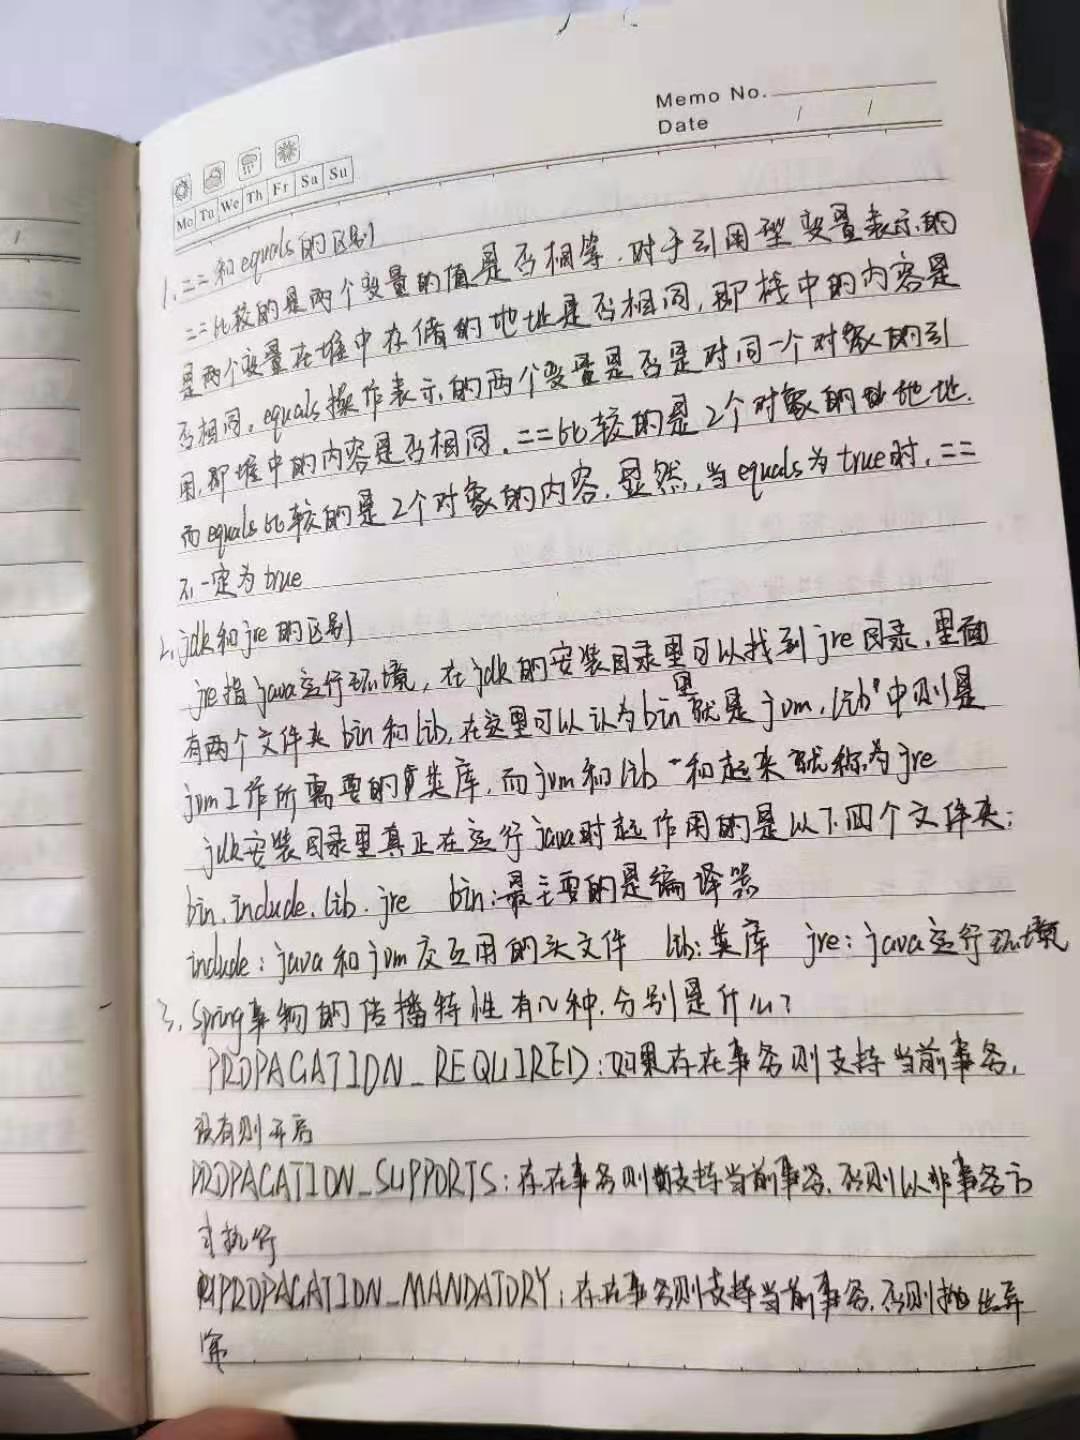 Memo No.
Date / /
Mo Tu We Th Fr Sa Su
1. ==和equals的区别
==比较的是两个变量的值是否相等,对于引用型变量表示的
是两个变量在堆中存储的地址是否相同,即栈中的内容是
否相同。equals操作表示的两个变量是否是对同一个对象的引
用,即堆中的内容是否相同。==比较的是2个对象的地址,
而equals比较的是2个对象的内容,显然,当equals为true时,==
不一定为true
2. jdk和jre的区别
jre指java运行环境,在jdk的安装目录里可以找到jre目录,里面
有两个文件夹bin和lib,在这里可以认为bin里就是jvm,lib中则是
jvm工作所需要的类库,而jvm和lib一和起来就称为jre
jdk安装目录里真正在运行java时起作用的是以下四个文件夹:
bin.include.lib.jre bin:最主要的是编译器
include:java和jvm交互用的头文件 lib:类库 jre:java运行环境
3. Spring事物的传播特性有几种,分别是什么?
PROPAGATION_REQUIRED:如果存在事务则支持当前事务,
没有则开启
PROPAGATION_SUPPORTS:存在事务则支持当前事务,否则以非事务方
式执行
PROPAGATION_MANDATORY:存在事务则支持当前事务,否则抛出异
常